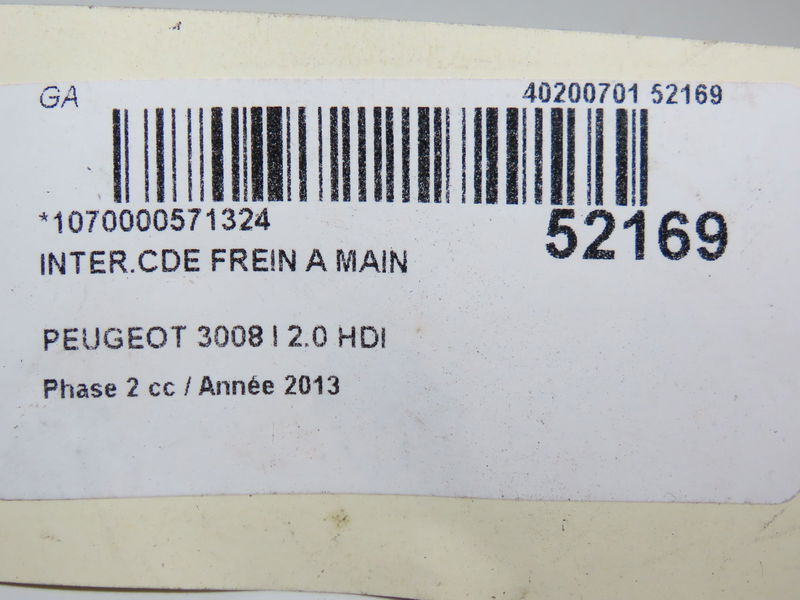 GA 40200701 52169
*1070000571324 52169
INTER.CDE FREIN A MAIN
PEUGEOT 3008 I 2.0 HDI
Phase 2 cc / Année 2013